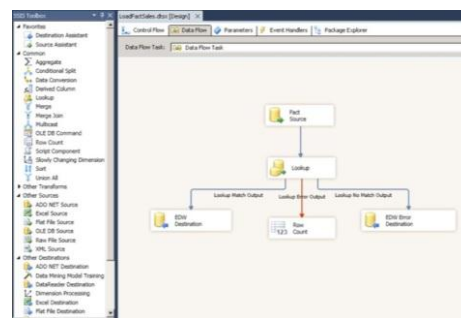 SSIS Toolbox
Favorites
Destination Assistant
Source Assistant
Common
Aggregate
Conditional Split
Data Conversion
Derived Column
Lookup
Merge
Merge Join
Multicast
OLE DB Command
Row Count
Script Component
Slowly Changing Dimension
Sort
Union All
Other Transforms
Other Sources
ADO NET Source
Excel Source
Flat File Source
OLE DB Source
Raw File Source
XML Source
Other Destinations
ADO NET Destination
Data Mining Model Training
DataReader Destination
Dimension Processing
Excel Destination
Flat File Destination
LoadFactSales.dtsx [Design]
Control Flow
Data Flow
Parameters
Event Handlers
Package Explorer
Data Flow Task:
Data Flow Task
Fact
Source
Lookup
Lookup Match Output
Lookup Error Output
Lookup No Match Output
EDW
Destination
Row
Count
123
EDW Error
Destination